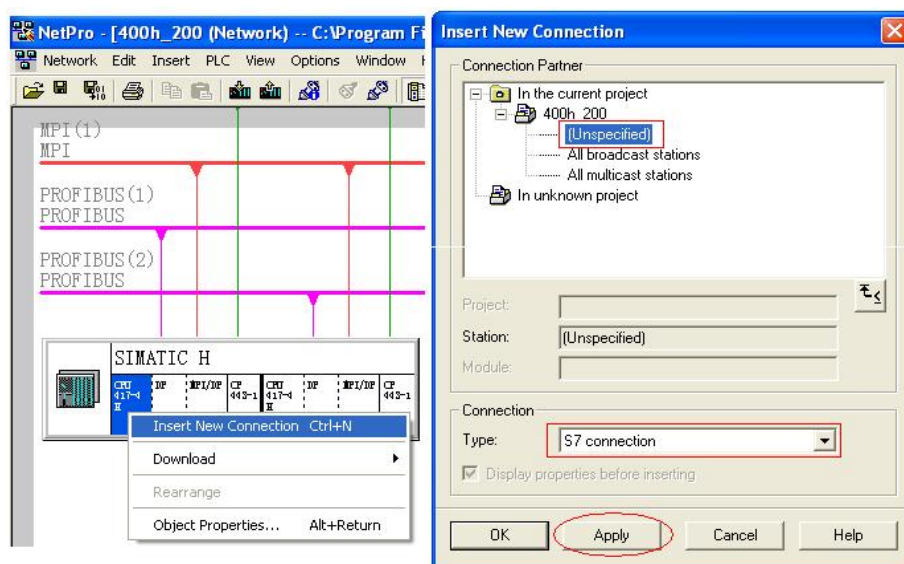 NetPro - [400h_200 (Network) -- C:\Program Fi
Network Edit Insert PLC View Options Window
MPI(1)
MPI
PROFIBUS(1)
PROFIBUS
PROFIBUS(2)
PROFIBUS
SIMATIC H
CPU 417-4 H DP MPI/DP CP 443-1 CPU 417-4 H DP MPI/DP CP 443-1
Insert New Connection Ctrl+N
Download
Rearrange
Object Properties... Alt+Return
Insert New Connection
Connection Partner
In the current project
400h_200
(Unspecified)
All broadcast stations
All multicast stations
In unknown project
Project:
Station: (Unspecified)
Module:
Connection
Type: S7 connection
Display properties before inserting
OK Apply Cancel Help